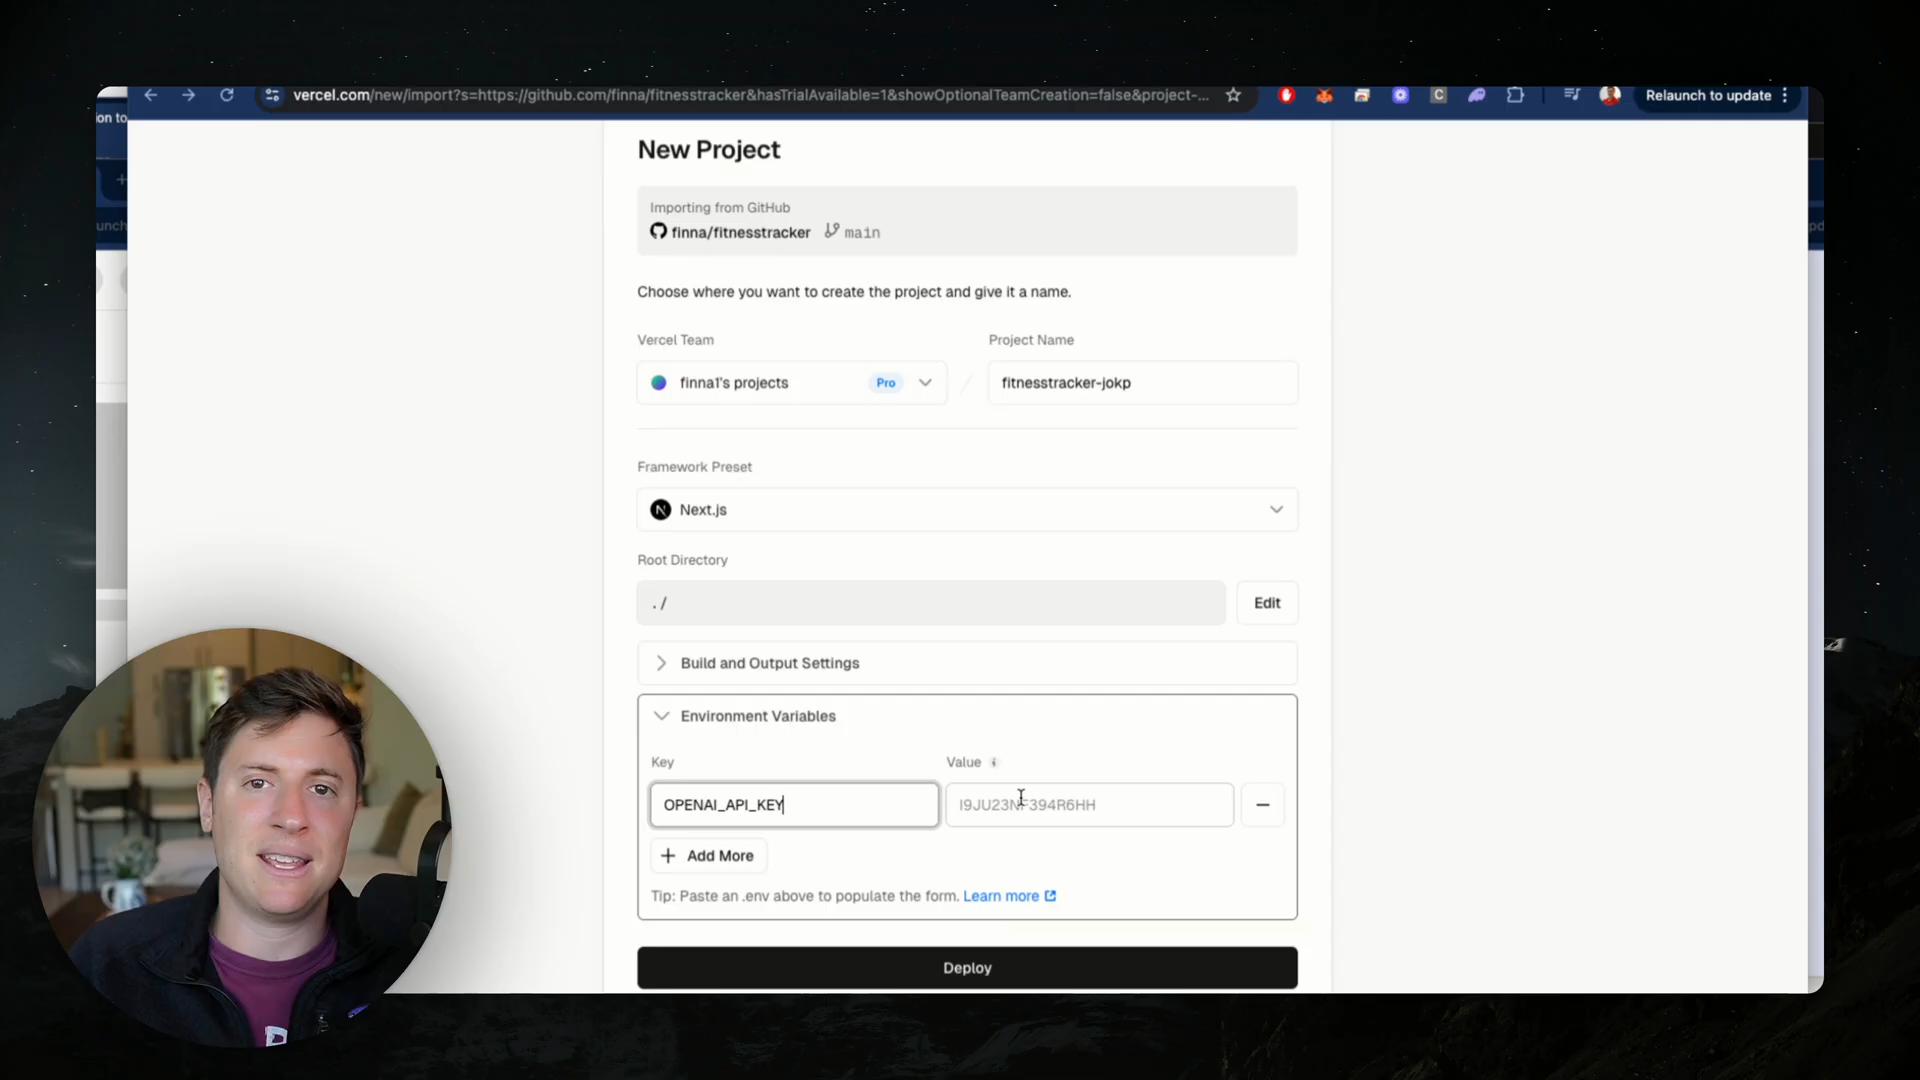 vercel.com/new/import?s=https://github.com/finna/fitnesstracker&hasTrialAvailable=1&showOptionalTeamCreation=false&project-...
C
Relaunch to update
ion to
unch
New Project
Importing from GitHub
finna/fitnesstracker main
Choose where you want to create the project and give it a name.
Vercel Team
Project Name
finna1's projects Pro
/
fitnesstracker-jokp
Framework Preset
N Next.js
Root Directory
./
Edit
Build and Output Settings
Environment Variables
Key
Value
OPENAI_API_KEY
I9JU23NF394R6HH
+ Add More
Tip: Paste an .env above to populate the form. Learn more
Deploy